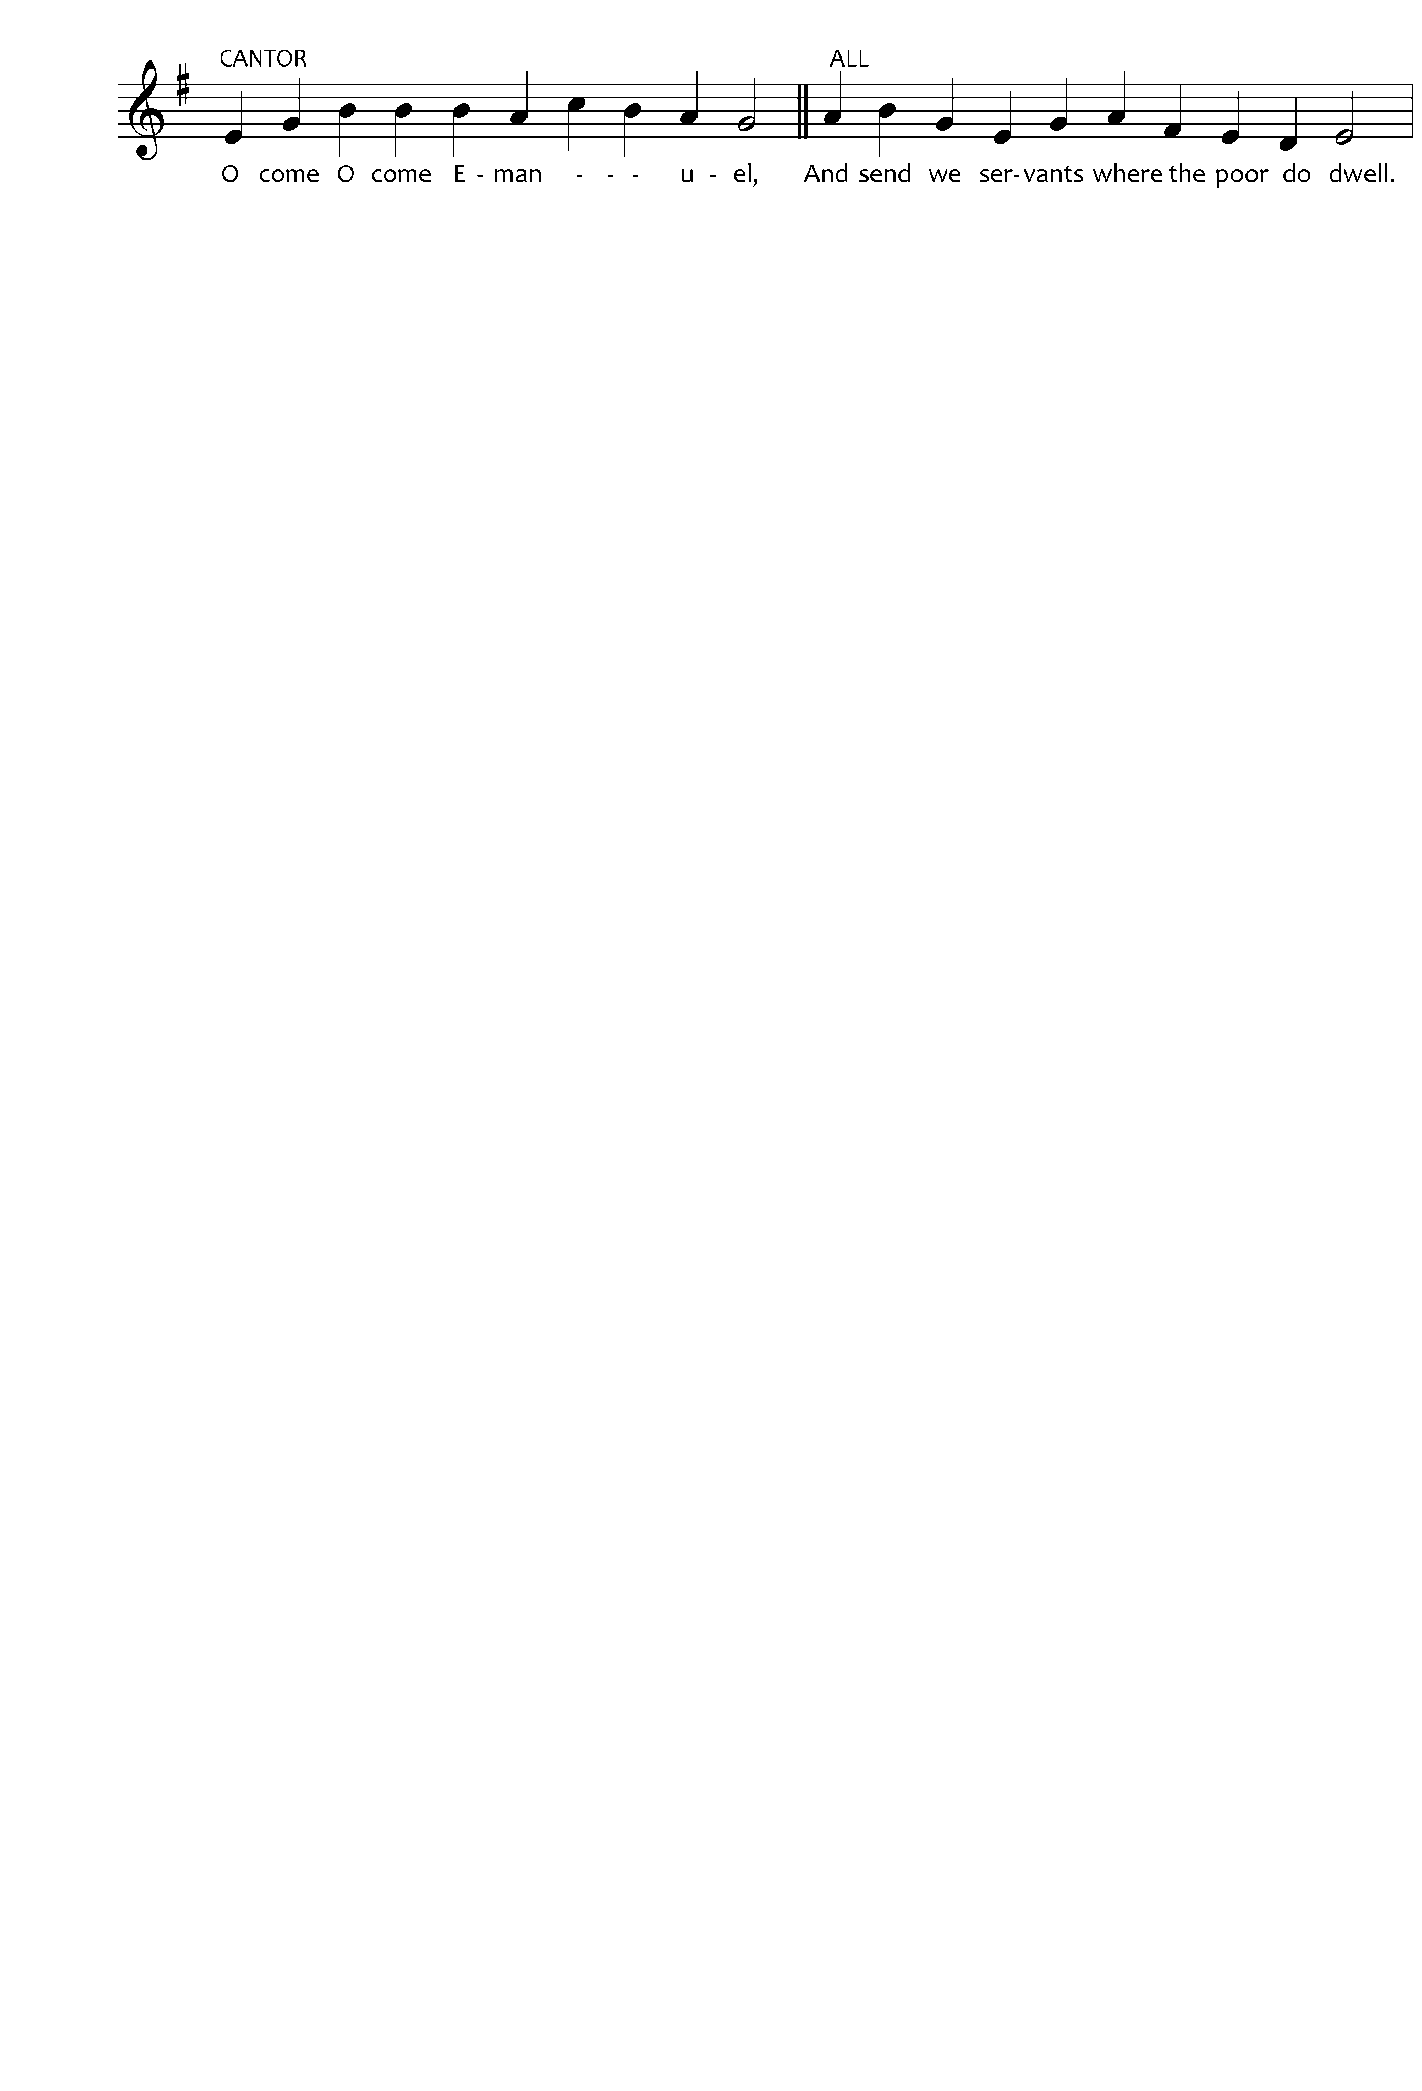 CANTOR ALL
O come O come E - man - - - u - el, And send we ser-vants where the poor do dwell.